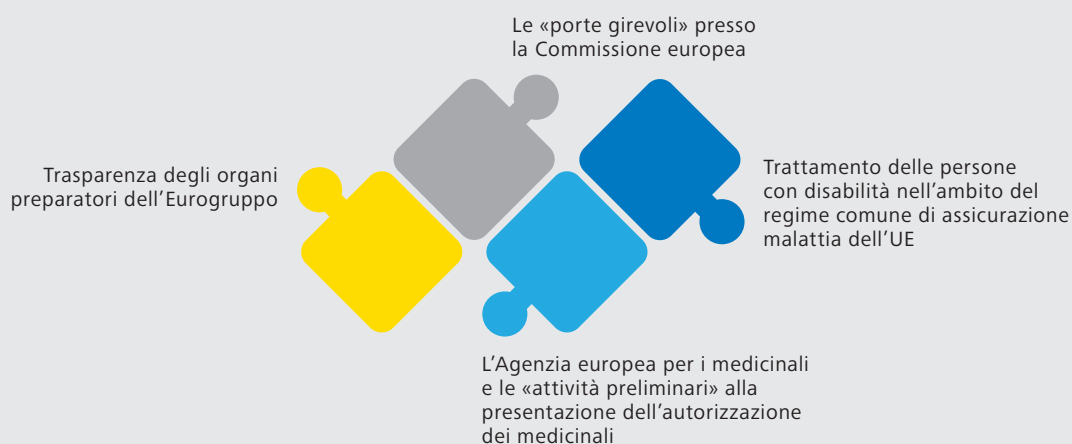 Le «porte girevoli» presso
la Commissione europea
Trasparenza degli organi
preparatori dell’Eurogruppo
Trattamento delle persone
con disabilità nell’ambito del
regime comune di assicurazione
malattia dell’UE
L’Agenzia europea per i medicinali
e le «attività preliminari» alla
presentazione dell’autorizzazione
dei medicinali